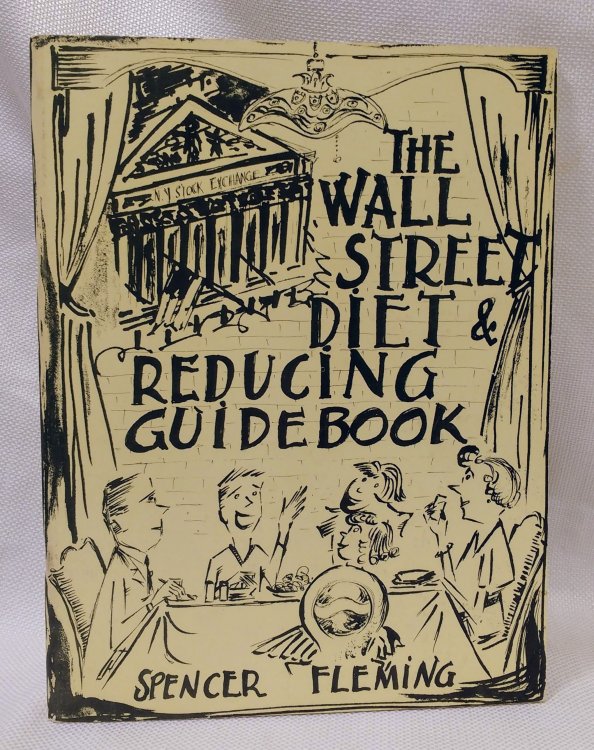 N.Y STOCK EXCHANGE
THE
WALL
STREET
DIET &
REDUCING
GUIDEBOOK
SPENCER FLEMING